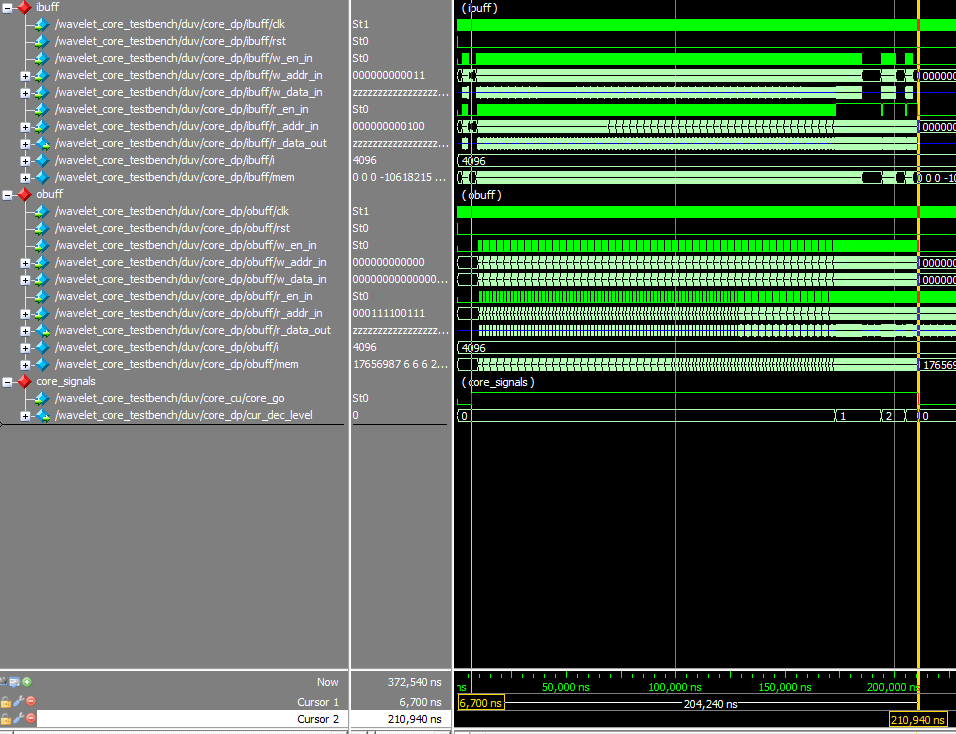 ibuff ( ibuff )
/wavelet_core_testbench/duv/core_dp/ibuff/clk St1
/wavelet_core_testbench/duv/core_dp/ibuff/rst St0
/wavelet_core_testbench/duv/core_dp/ibuff/w_en_in St0
/wavelet_core_testbench/duv/core_dp/ibuff/w_addr_in 000000000011 000000
/wavelet_core_testbench/duv/core_dp/ibuff/w_data_in zzzzzzzzzzzzzzzzz...
/wavelet_core_testbench/duv/core_dp/ibuff/r_en_in St0
/wavelet_core_testbench/duv/core_dp/ibuff/r_addr_in 000000000100 000000
/wavelet_core_testbench/duv/core_dp/ibuff/r_data_out zzzzzzzzzzzzzzzzz...
/wavelet_core_testbench/duv/core_dp/ibuff/i 4096 4096
/wavelet_core_testbench/duv/core_dp/ibuff/mem 0 0 0 -10618215 ... 0 0 0 -10
obuff ( obuff )
/wavelet_core_testbench/duv/core_dp/obuff/clk St1
/wavelet_core_testbench/duv/core_dp/obuff/rst St0
/wavelet_core_testbench/duv/core_dp/obuff/w_en_in St0
/wavelet_core_testbench/duv/core_dp/obuff/w_addr_in 000000000000 000000
/wavelet_core_testbench/duv/core_dp/obuff/w_data_in 00000000000000... 000000
/wavelet_core_testbench/duv/core_dp/obuff/r_en_in St0
/wavelet_core_testbench/duv/core_dp/obuff/r_addr_in 000111100111
/wavelet_core_testbench/duv/core_dp/obuff/r_data_out zzzzzzzzzzzzzzzzz...
/wavelet_core_testbench/duv/core_dp/obuff/i 4096 4096
/wavelet_core_testbench/duv/core_dp/obuff/mem 17656987 6 6 6 2... 176569
core_signals ( core_signals )
/wavelet_core_testbench/duv/core_cu/core_go St0
/wavelet_core_testbench/duv/core_dp/cur_dec_level 0 0 1 2 0
Now 372,540 ns ns 50,000 ns 100,000 ns 150,000 ns 200,000 ns
Cursor 1 6,700 ns 6,700 ns 204,240 ns
Cursor 2 210,940 ns 210,940 ns